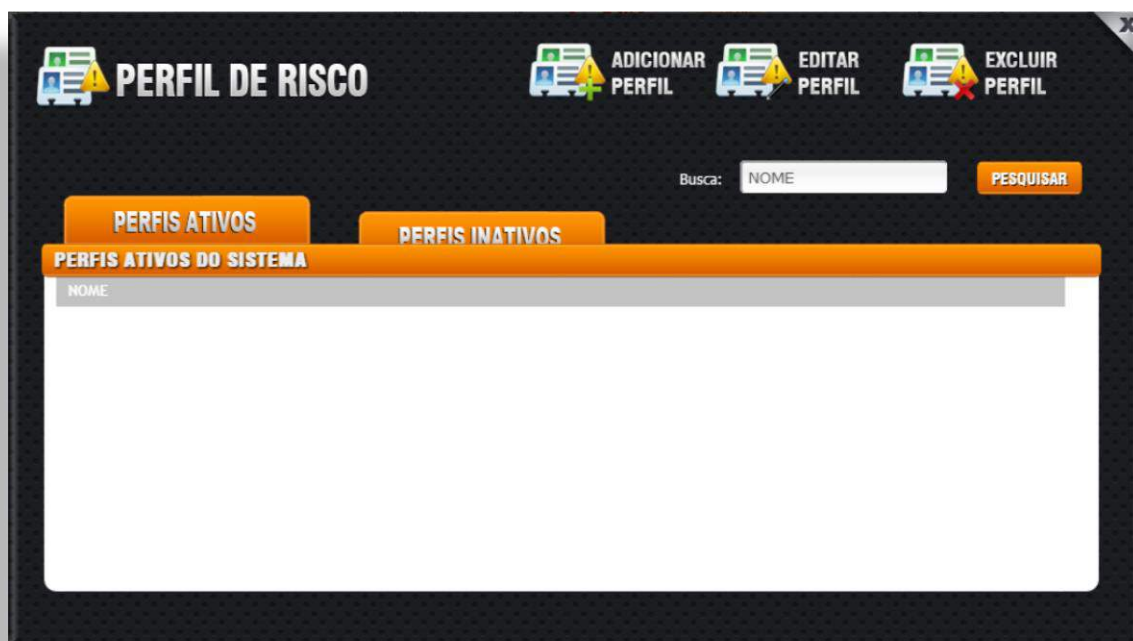 PERFIL DE RISCO
ADICIONAR
PERFIL
EDITAR
PERFIL
EXCLUIR
PERFIL
X
Busca:
NOME
PESQUISAR
PERFIS ATIVOS
PERFIS INATIVOS
PERFIS ATIVOS DO SISTEMA
NOME